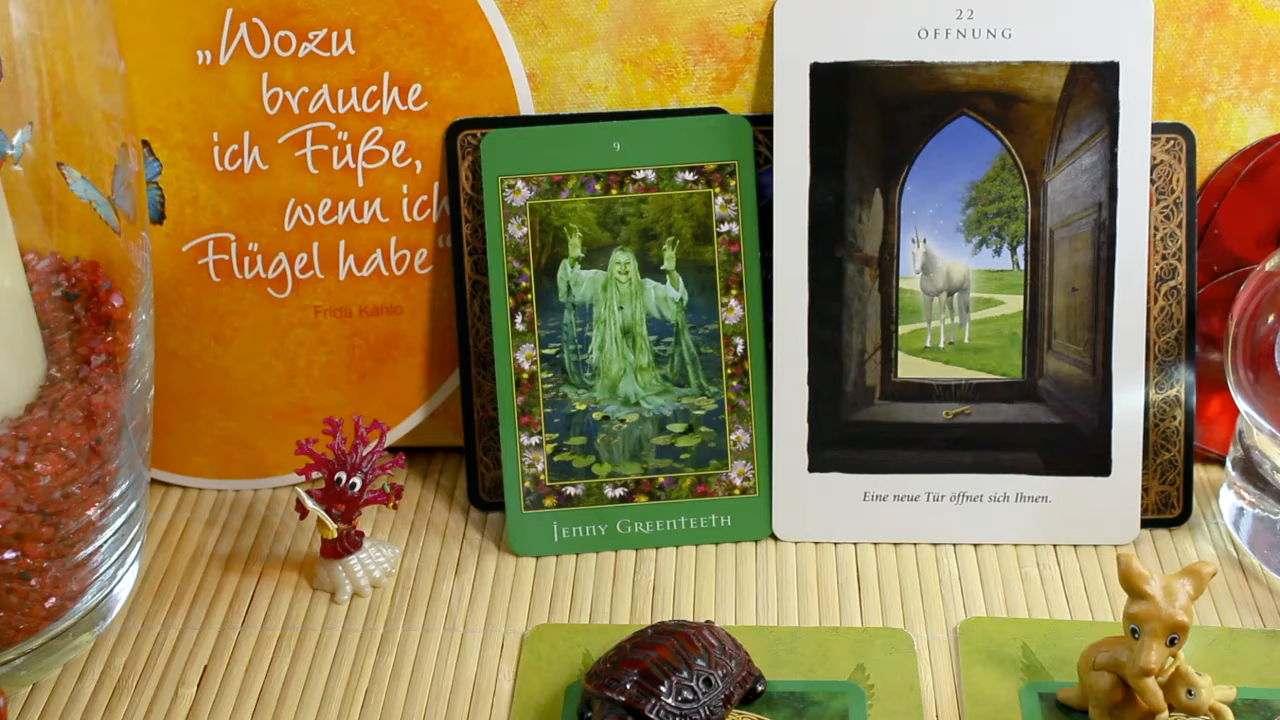 „Wozu
brauche
ich Füße,
wenn ich
Flügel habe“
Frida Kahlo
9
JENNY GREENTEETH
22
ÖFFNUNG
Eine neue Tür öffnet sich Ihnen.